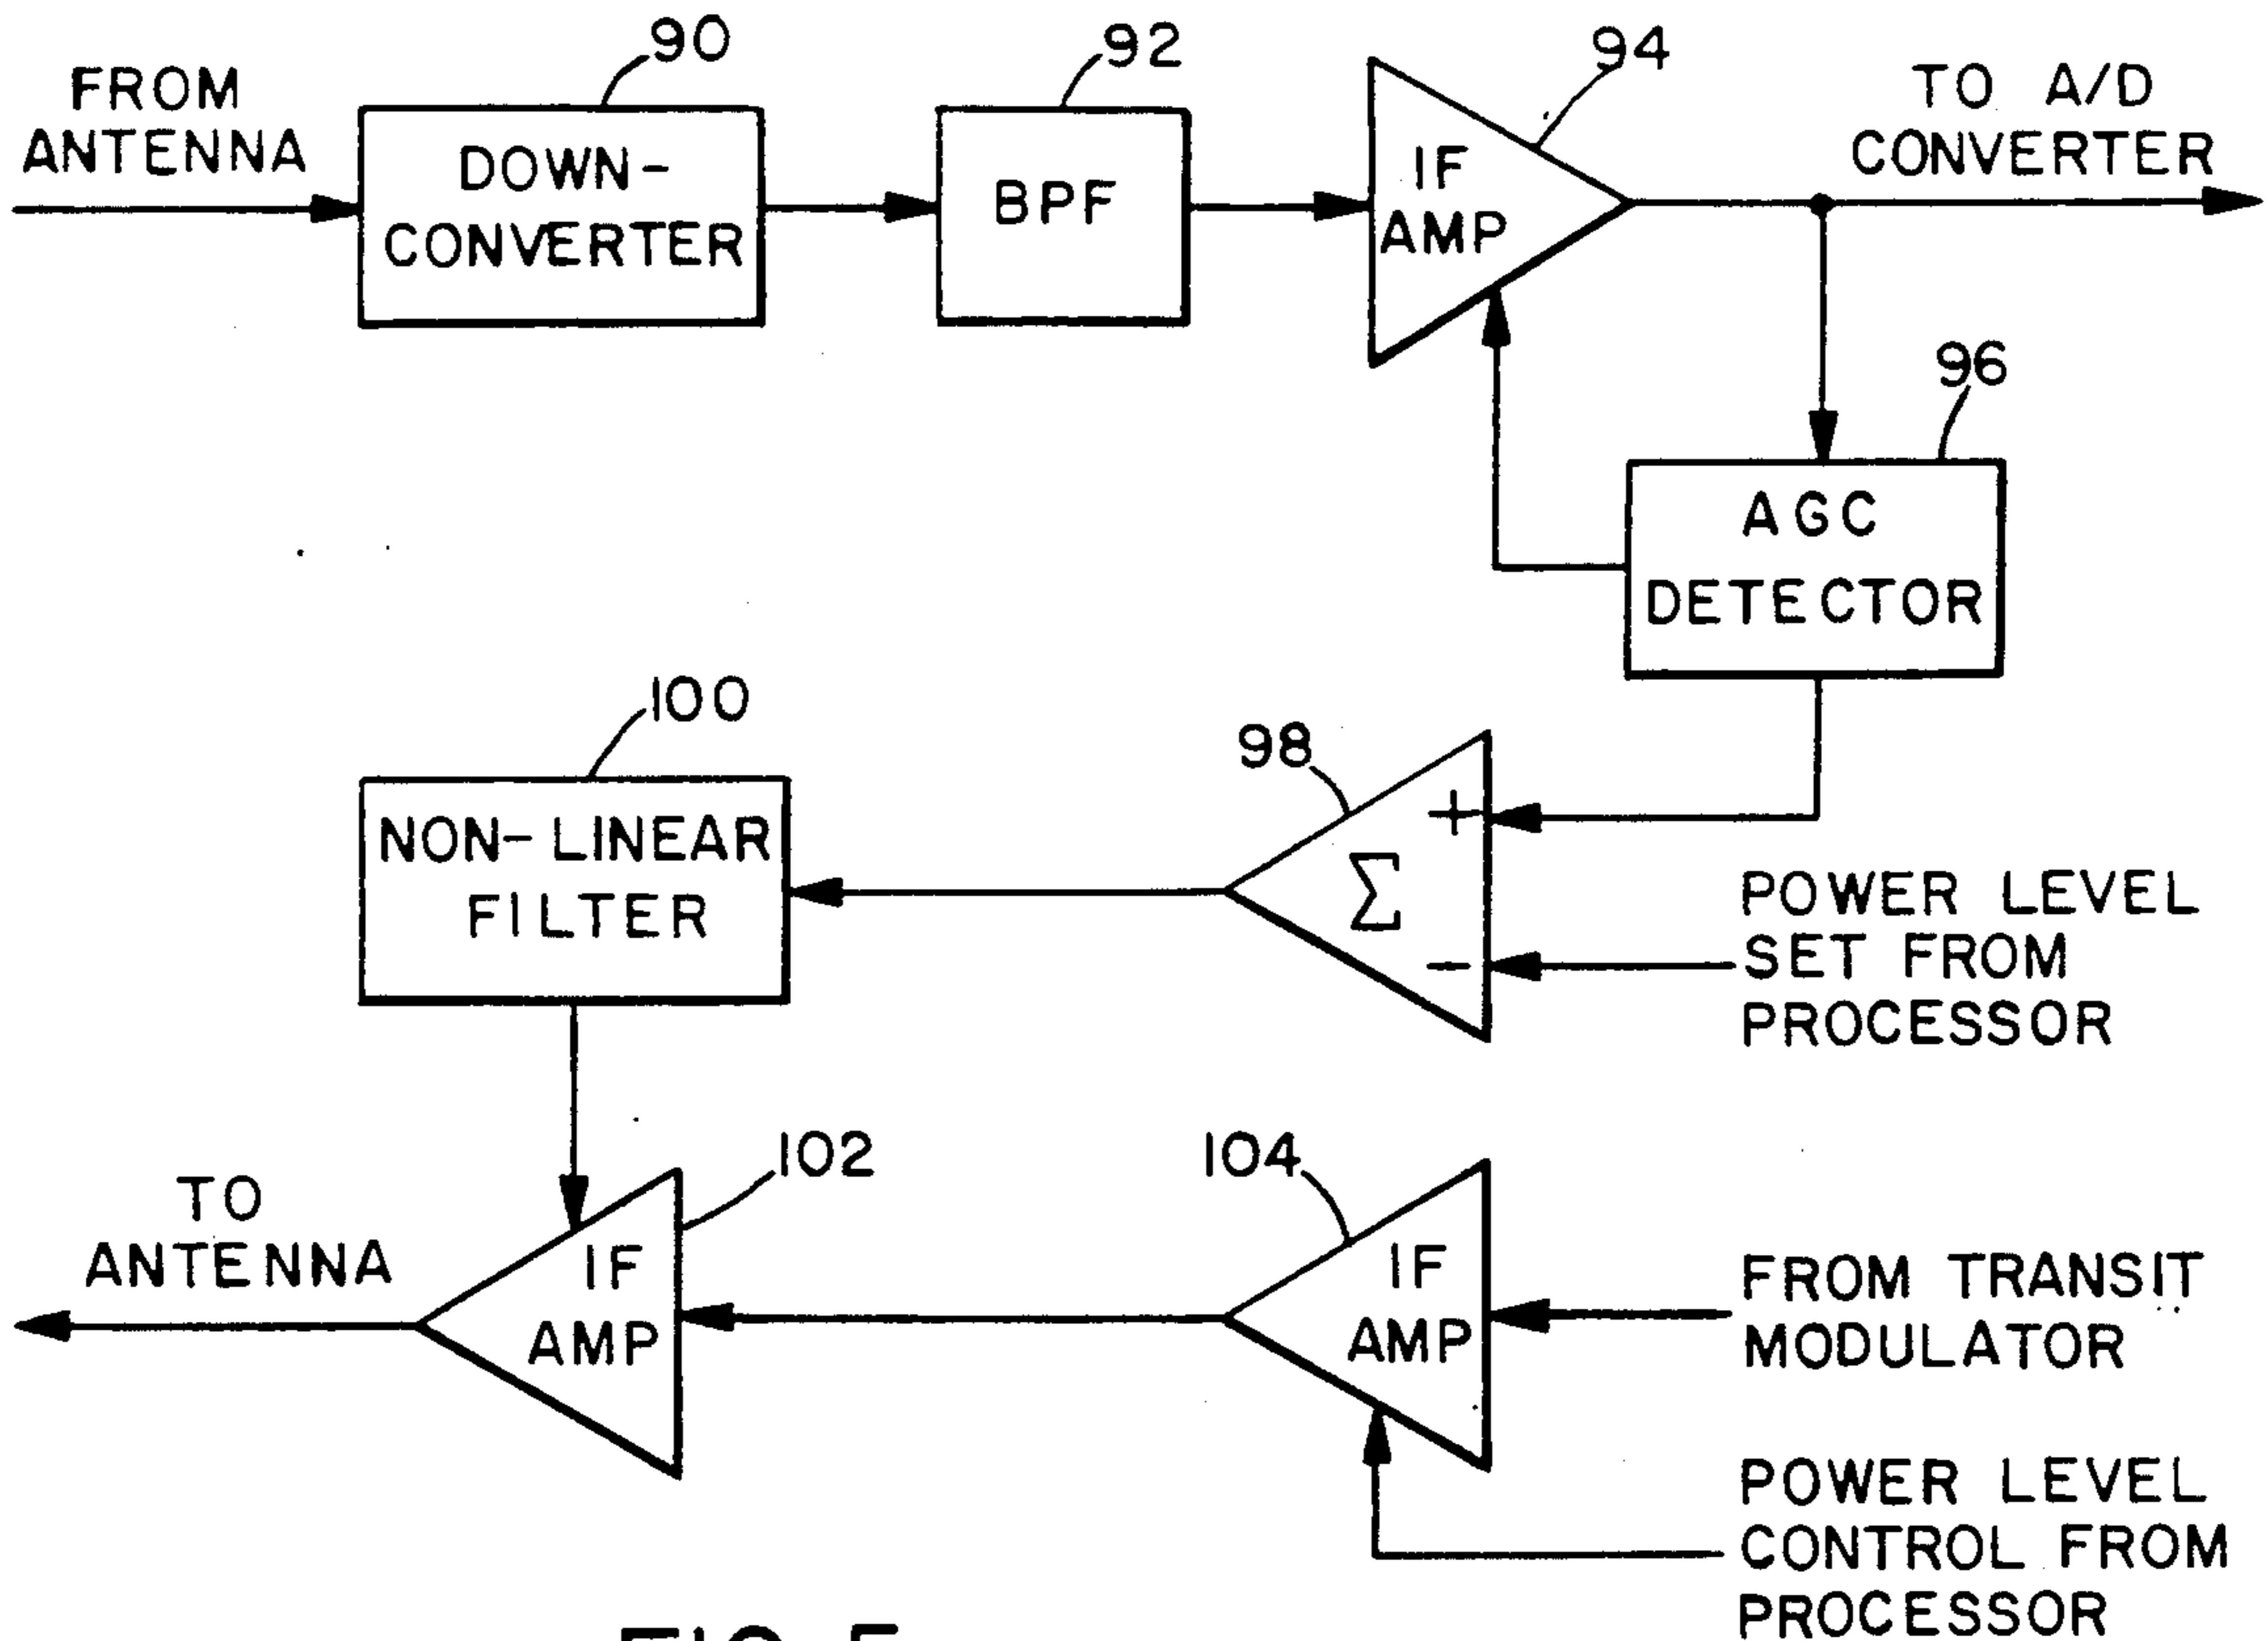 90
92
94
FROM
ANTENNA
DOWN-
CONVERTER
BPF
IF
AMP
TO A/D
CONVERTER
96
AGC
DETECTOR
100
98
NON-LINEAR
FILTER
+
Σ
-
POWER LEVEL
SET FROM
PROCESSOR
102
104
TO
ANTENNA
IF
AMP
IF
AMP
FROM TRANSIT
MODULATOR
POWER LEVEL
CONTROL FROM
PROCESSOR